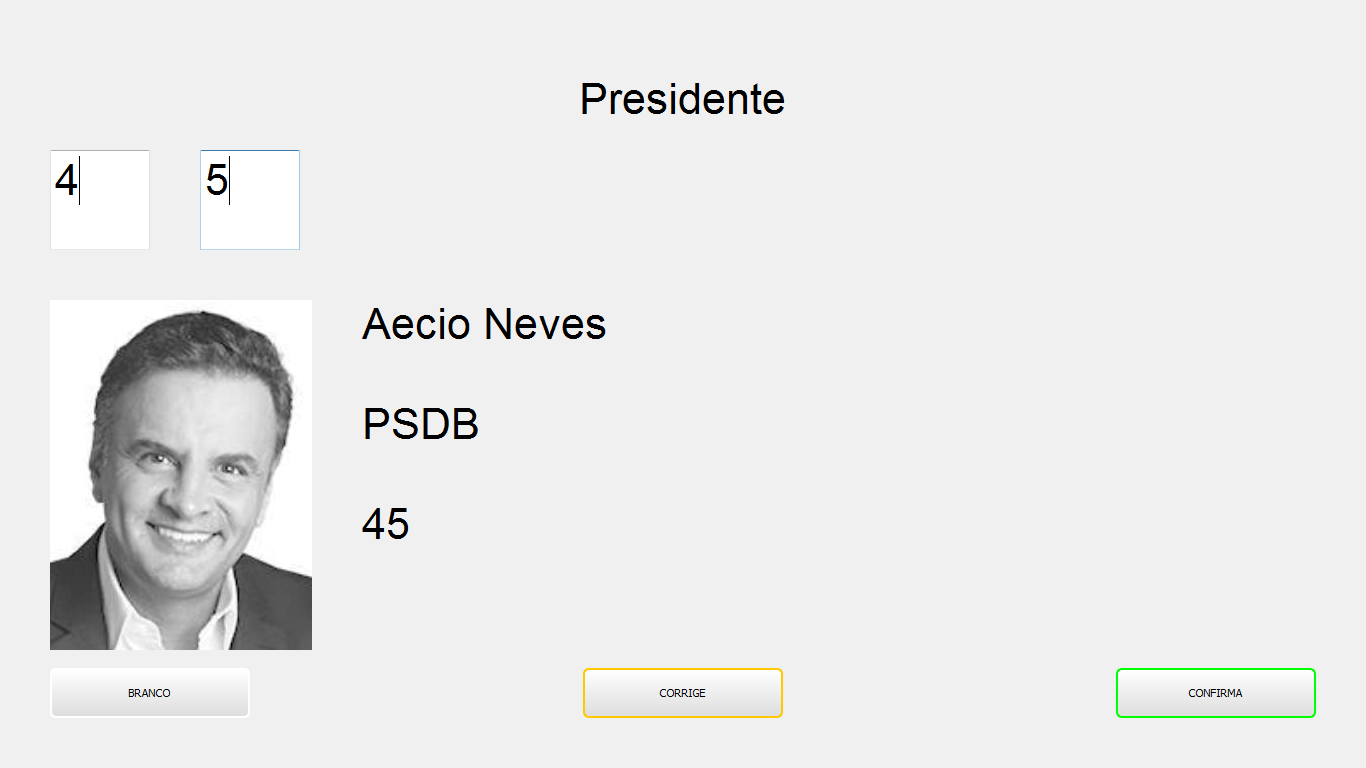 Presidente
4 5
Aecio Neves
PSDB
45
BRANCO CORRIGE CONFIRMA